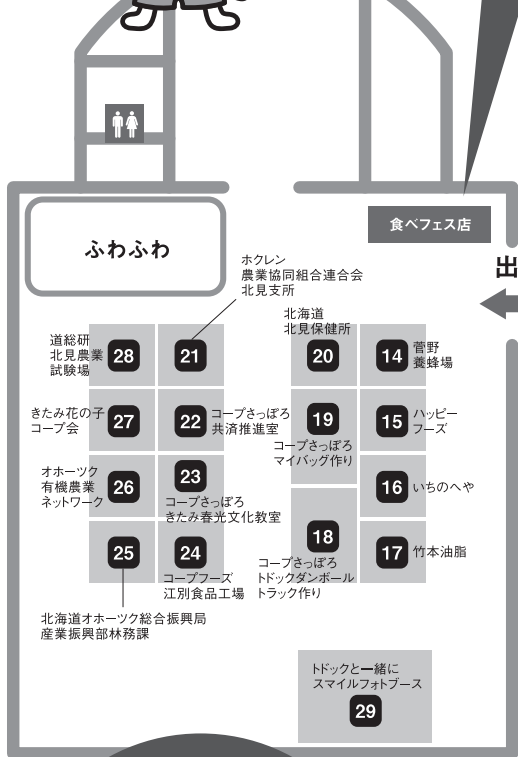 食べフェス店
ふわふわ
出
ホクレン
農業協同組合連合会
北見支所
北海道
北見保健所
道総研
北見農業
試験場
28
21
20
14
菅野
養蜂場
きたみ花の子
コープ会
27
22
コープさっぽろ
共済推進室
19
コープさっぽろ
マイバッグ作り
15
ハッピー
フーズ
オホーツク
有機農業
ネットワーク
26
23
コープさっぽろ
きたみ春光文化教室
16
いちのへや
25
24
コープフーズ
江別食品工場
18
コープさっぽろ
トドックダンボール
トラック作り
17
竹本油脂
北海道オホーツク総合振興局
産業振興部林務課
トドックと一緒に
スマイルフォトブース
29